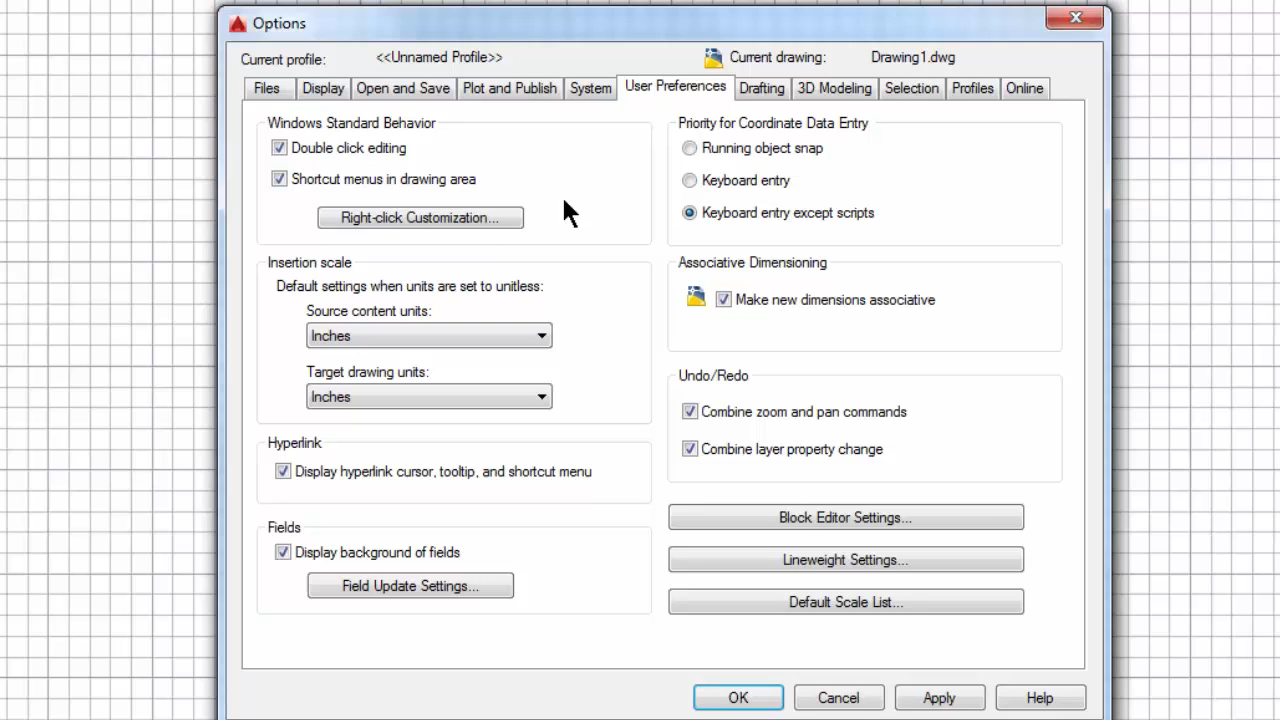 Options
Current profile: <<Unnamed Profile>> Current drawing: Drawing1.dwg
Files Display Open and Save Plot and Publish System User Preferences Drafting 3D Modeling Selection Profiles Online
Windows Standard Behavior
Double click editing
Shortcut menus in drawing area
Right-click Customization...
Insertion scale
Default settings when units are set to unitless:
Source content units:
Inches
Target drawing units:
Inches
Hyperlink
Display hyperlink cursor, tooltip, and shortcut menu
Fields
Display background of fields
Field Update Settings...
Priority for Coordinate Data Entry
Running object snap
Keyboard entry
Keyboard entry except scripts
Associative Dimensioning
Make new dimensions associative
Undo/Redo
Combine zoom and pan commands
Combine layer property change
Block Editor Settings...
Lineweight Settings...
Default Scale List...
OK Cancel Apply Help